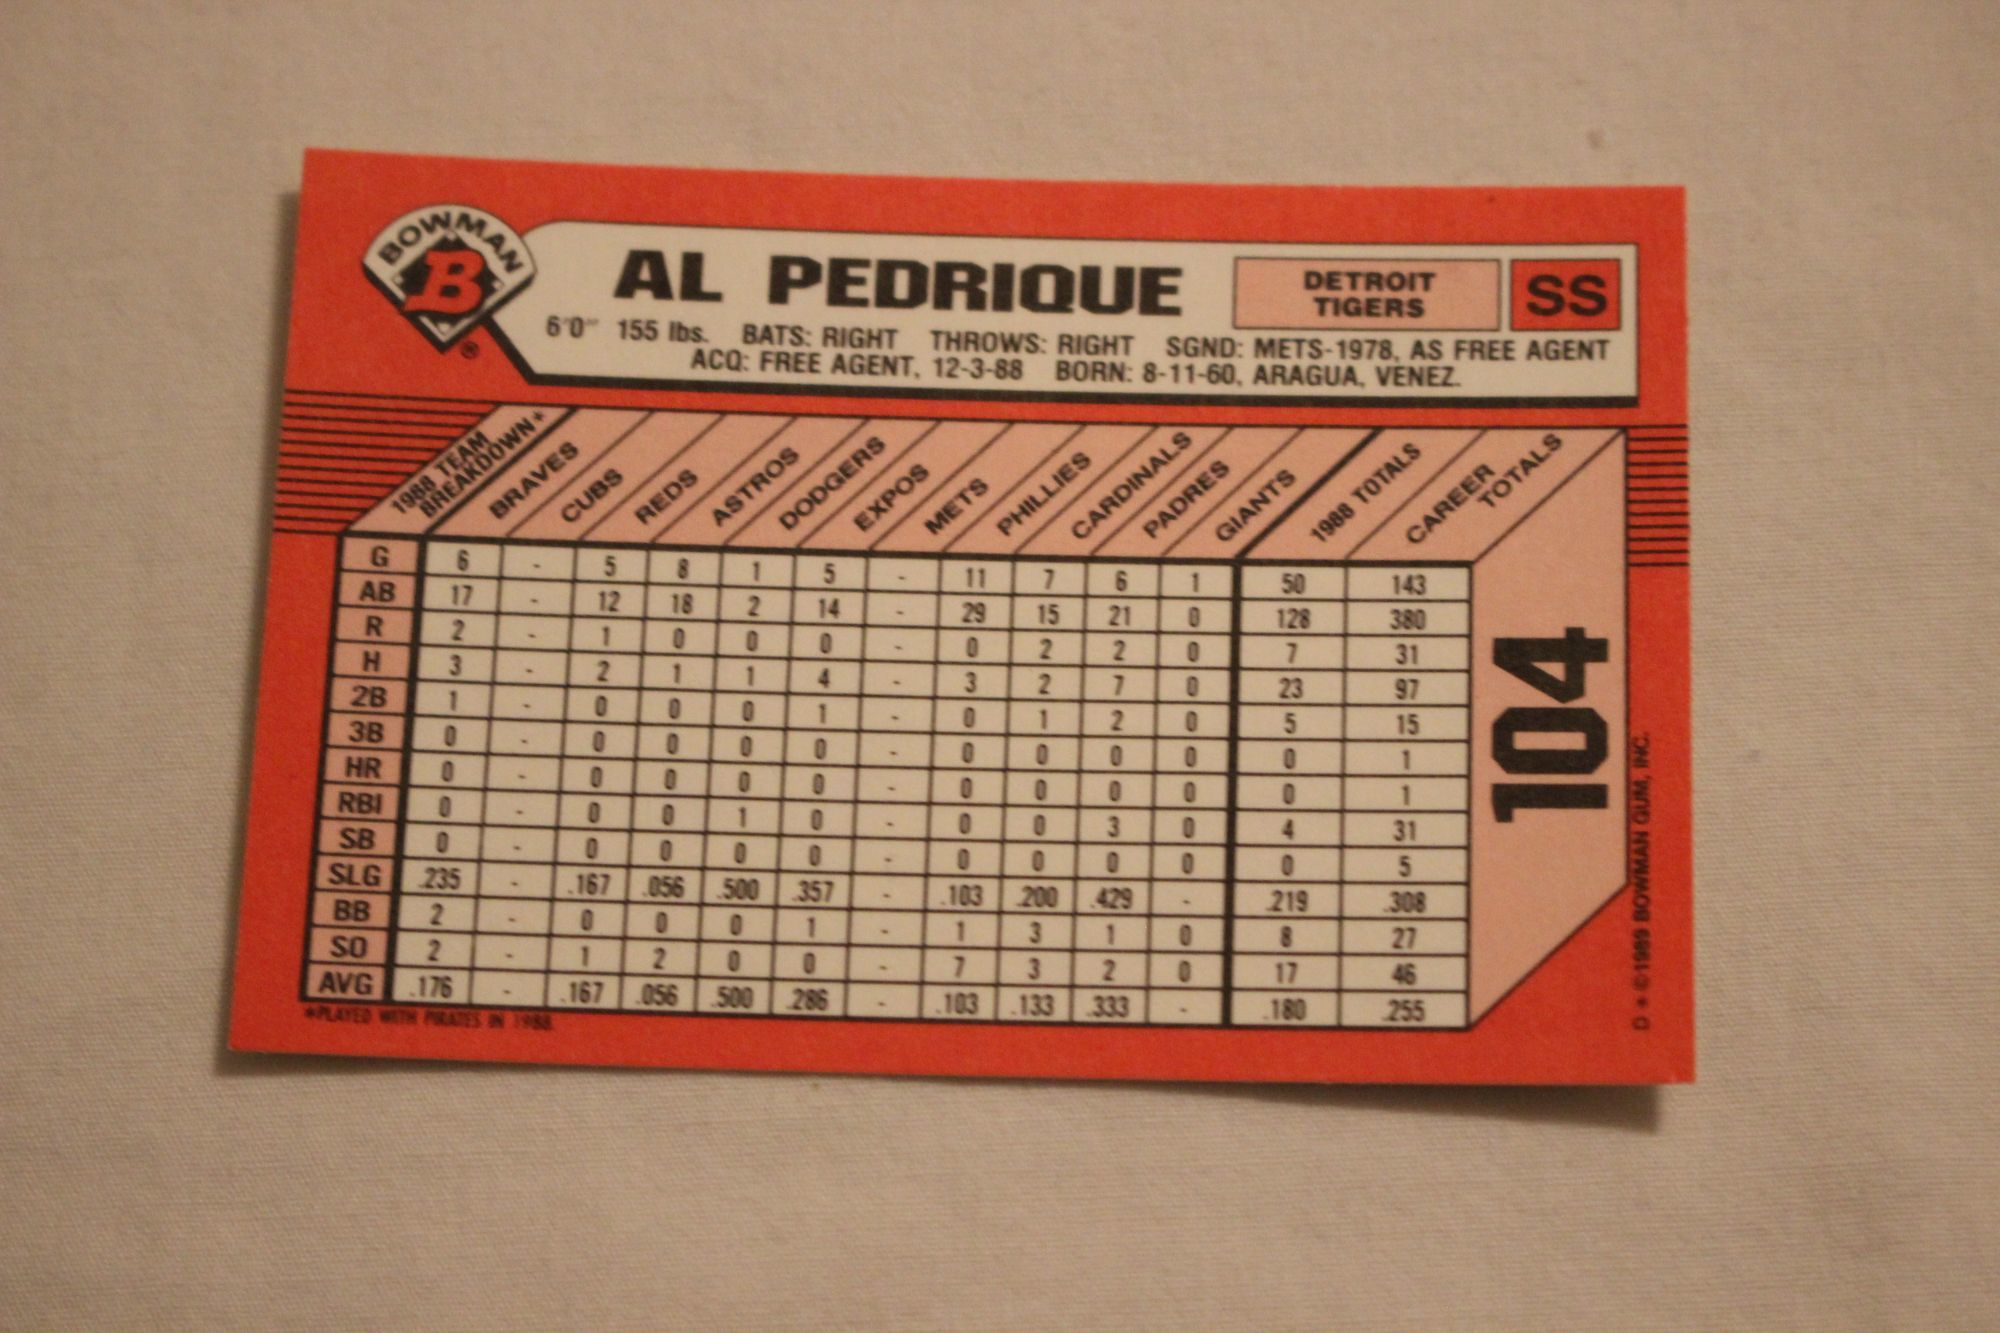 BOWMAN
B
®
AL PEDRIQUE
DETROIT
TIGERS
SS
6'0" 155 lbs. BATS: RIGHT THROWS: RIGHT SGND: METS-1978, AS FREE AGENT
ACQ: FREE AGENT, 12-3-88 BORN: 8-11-60, ARAGUA, VENEZ.
1988 TEAM BREAKDOWN* BRAVES CUBS REDS ASTROS DODGERS EXPOS METS PHILLIES CARDINALS PADRES GIANTS 1988 TOTALS CAREER TOTALS
G 6 - 5 8 1 5 - 11 7 6 1 50 143
AB 17 - 12 18 2 14 - 29 15 21 0 128 380
R 2 - 1 0 0 0 - 0 2 2 0 7 31
H 3 - 2 1 1 4 - 3 2 7 0 23 97
2B 1 - 0 0 0 1 - 0 1 2 0 5 15
3B 0 - 0 0 0 0 - 0 0 0 0 0 1
HR 0 - 0 0 0 0 - 0 0 0 0 0 1
RBI 0 - 0 0 1 0 - 0 0 3 0 4 31
SB 0 - 0 0 0 0 - 0 0 0 0 0 5
SLG .235 - .167 .056 .500 .357 - .103 .200 .429 - .219 .308
BB 2 - 0 0 0 1 - 1 3 1 0 8 27
SO 2 - 1 2 0 0 - 7 3 2 0 17 46
AVG .176 - .167 .056 .500 .286 - .103 .133 .333 - .180 .255
*PLAYED WITH PIRATES IN 1988.
104
D * ©1989 BOWMAN GUM, INC.